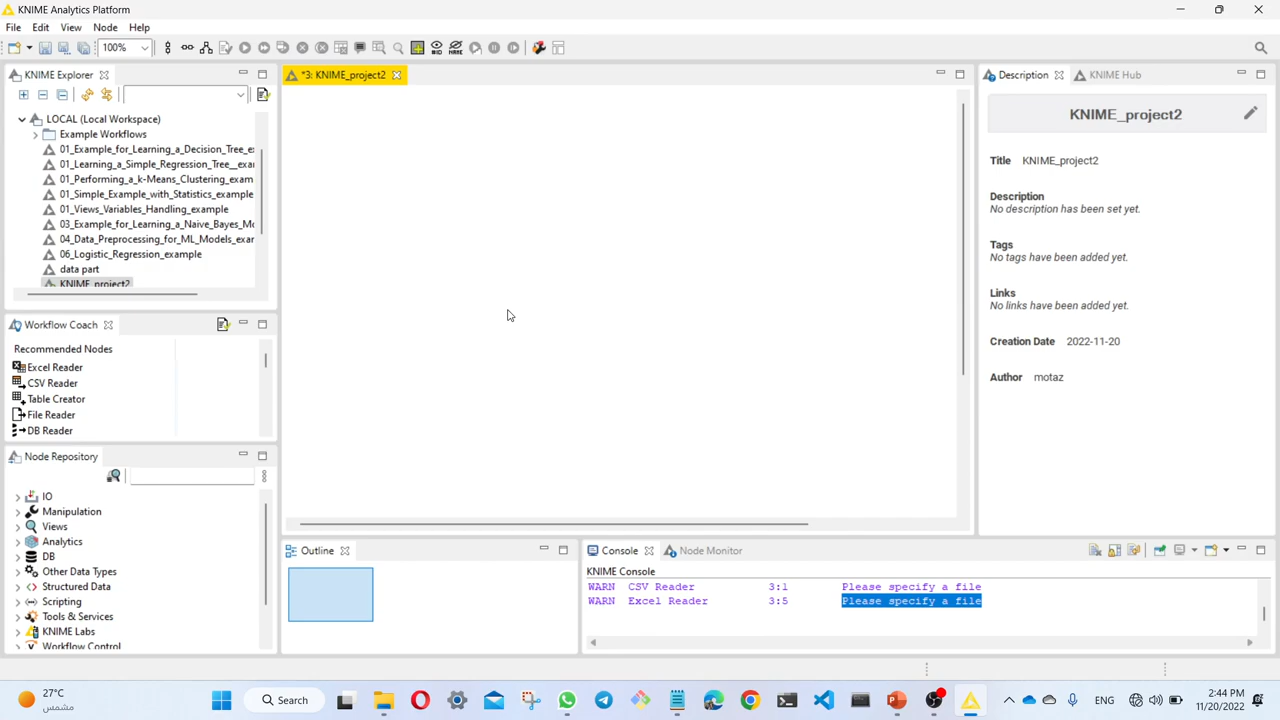 KNIME Analytics Platform
File Edit View Node Help
100%
KNIME Explorer
LOCAL (Local Workspace)
Example Workflows
01_Example_for_Learning_a_Decision_Tree_e
01_Learning_a_Simple_Regression_Tree__exa
01_Performing_a_k-Means_Clustering_exam
01_Simple_Example_with_Statistics_example
01_Views_Variables_Handling_example
03_Example_for_Learning_a_Naive_Bayes_Mo
04_Data_Preprocessing_for_ML_Models_exar
06_Logistic_Regression_example
data part
KNIME_project2
Workflow Coach
Recommended Nodes
Excel Reader
CSV Reader
Table Creator
File Reader
DB Reader
Node Repository
IO
Manipulation
Views
Analytics
DB
Other Data Types
Structured Data
Scripting
Tools & Services
KNIME Labs
Workflow Control
*3: KNIME_project2
Outline
Console Node Monitor
KNIME Console
WARN CSV Reader 3:1 Please specify a file
WARN Excel Reader 3:5 Please specify a file
Description KNIME Hub
KNIME_project2
Title KNIME_project2
Description
No description has been set yet.
Tags
No tags have been added yet.
Links
No links have been added yet.
Creation Date 2022-11-20
Author motaz
27°C
مشمس
Search
ENG
2:44 PM
11/20/2022